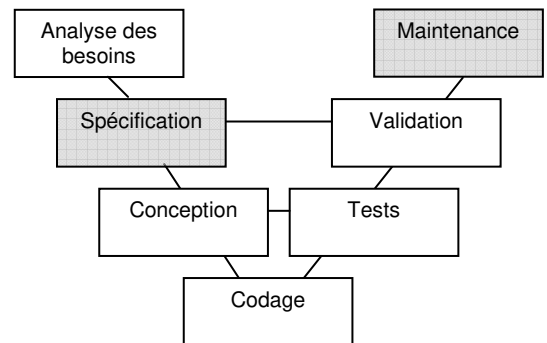 Analyse des
besoins
Maintenance
Spécification
Validation
Conception
Tests
Codage